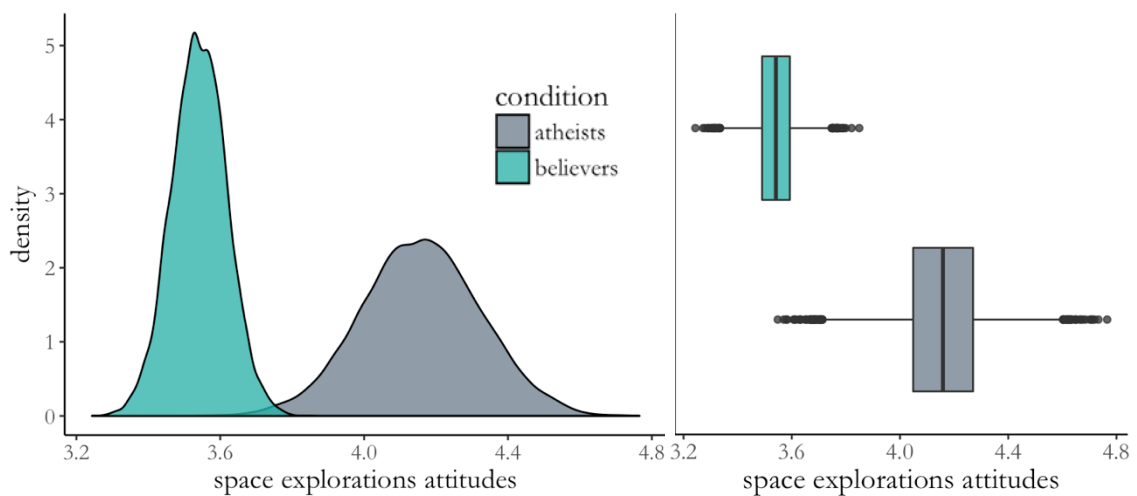 5
4
3
2
1
0
density
3.2 3.6 4.0 4.4 4.8
space explorations attitudes
condition
atheists
believers
3.2 3.6 4.0 4.4 4.8
space explorations attitudes